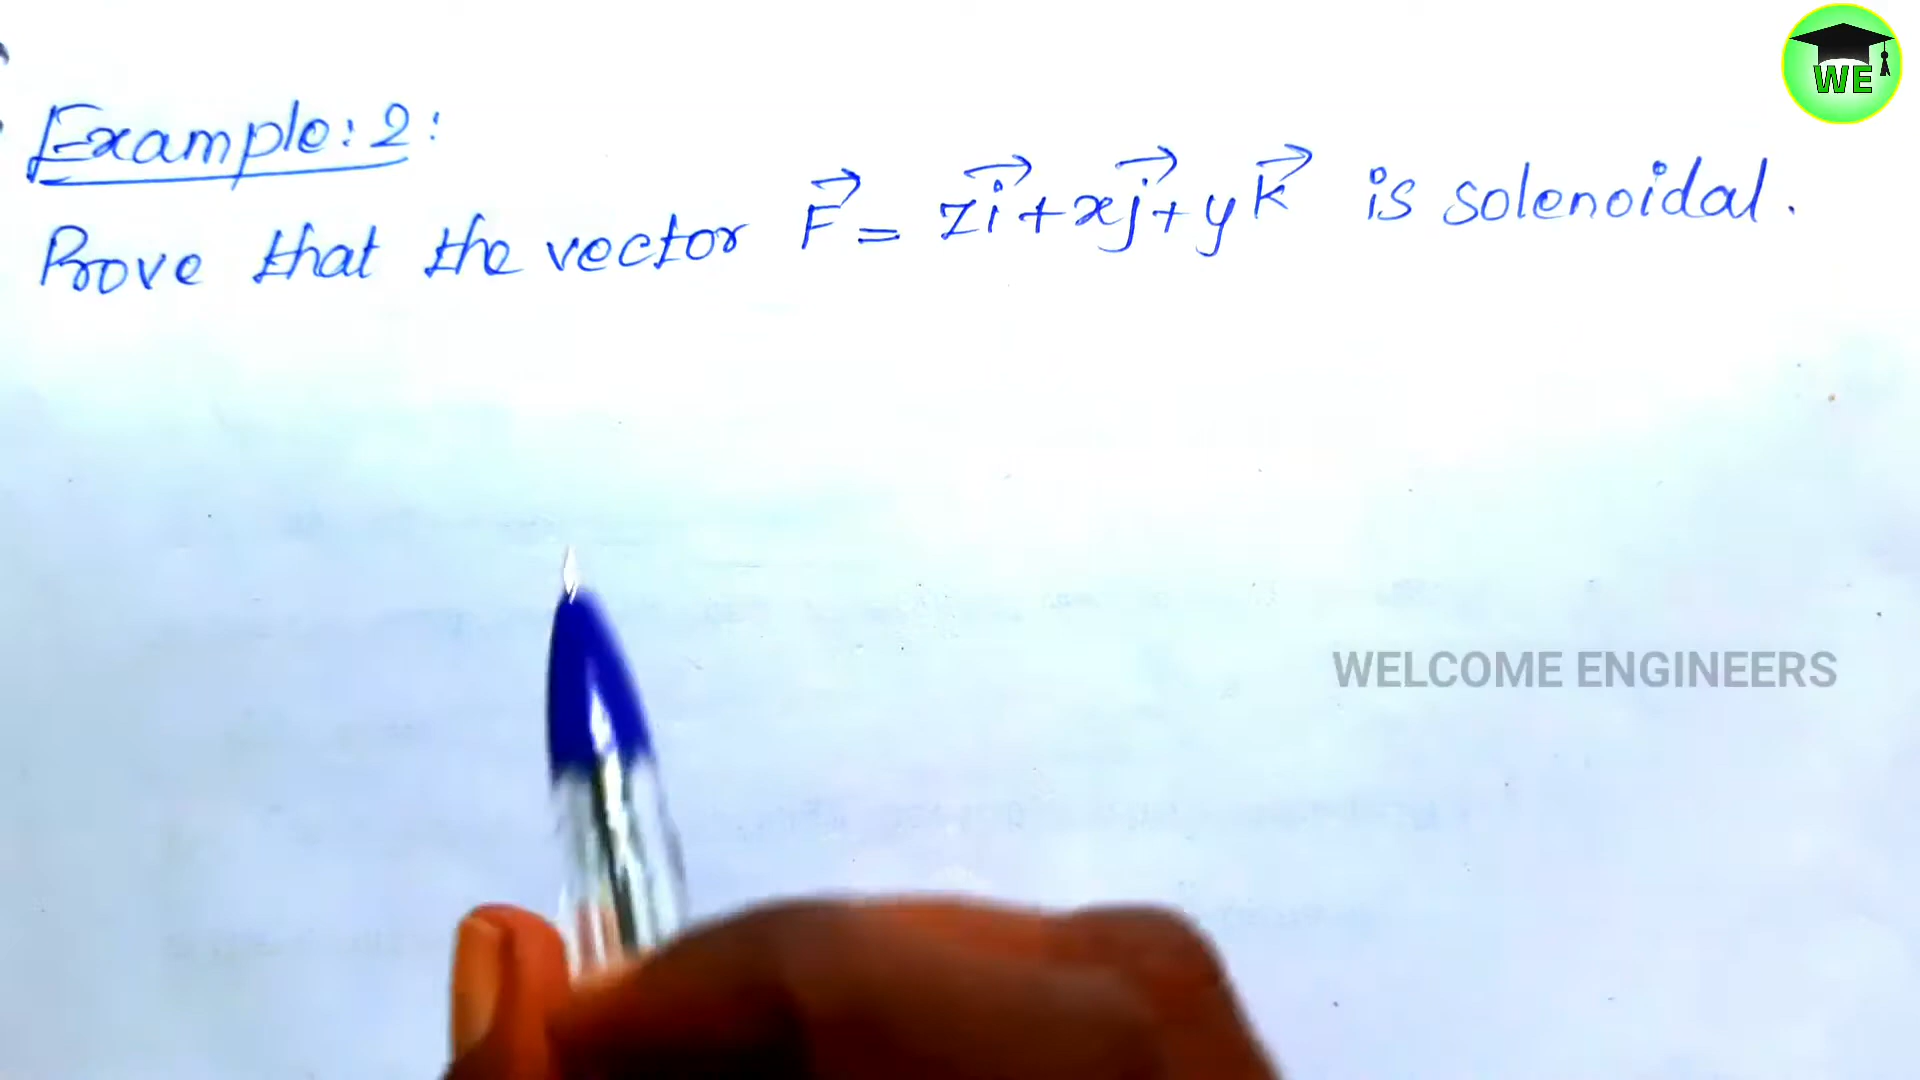 WE
Example: 2:
Prove that the vector F⃗ = zi⃗ + xj⃗ + yk⃗ is solenoidal.
WELCOME ENGINEERS